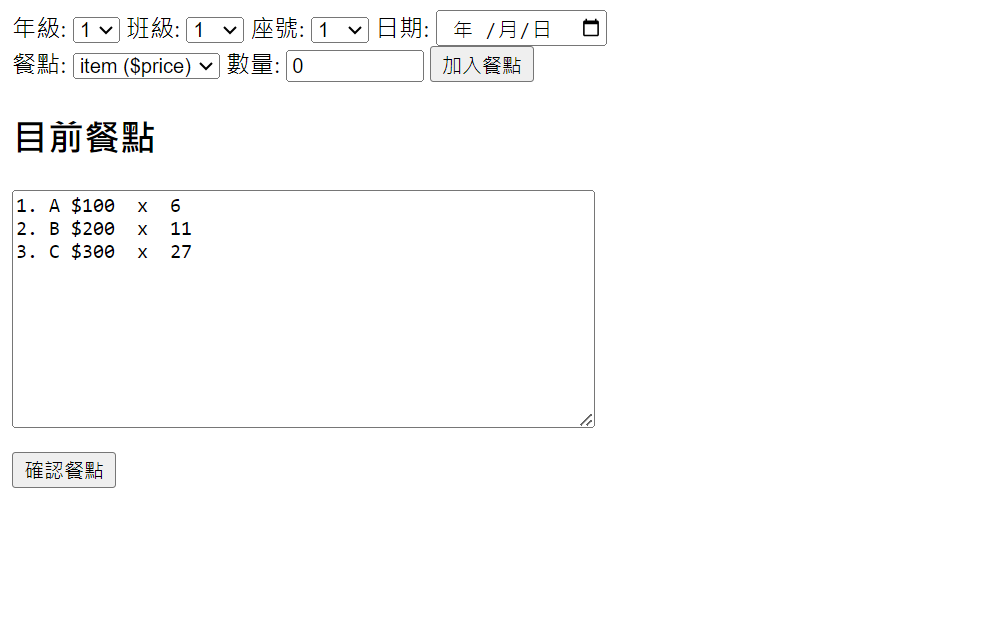 年級: 1 班級: 1 座號: 1 日期: 年 /月/日
餐點: item ($price) 數量: 0 加入餐點
目前餐點
1. A $100 x 6
2. B $200 x 11
3. C $300 x 27
確認餐點